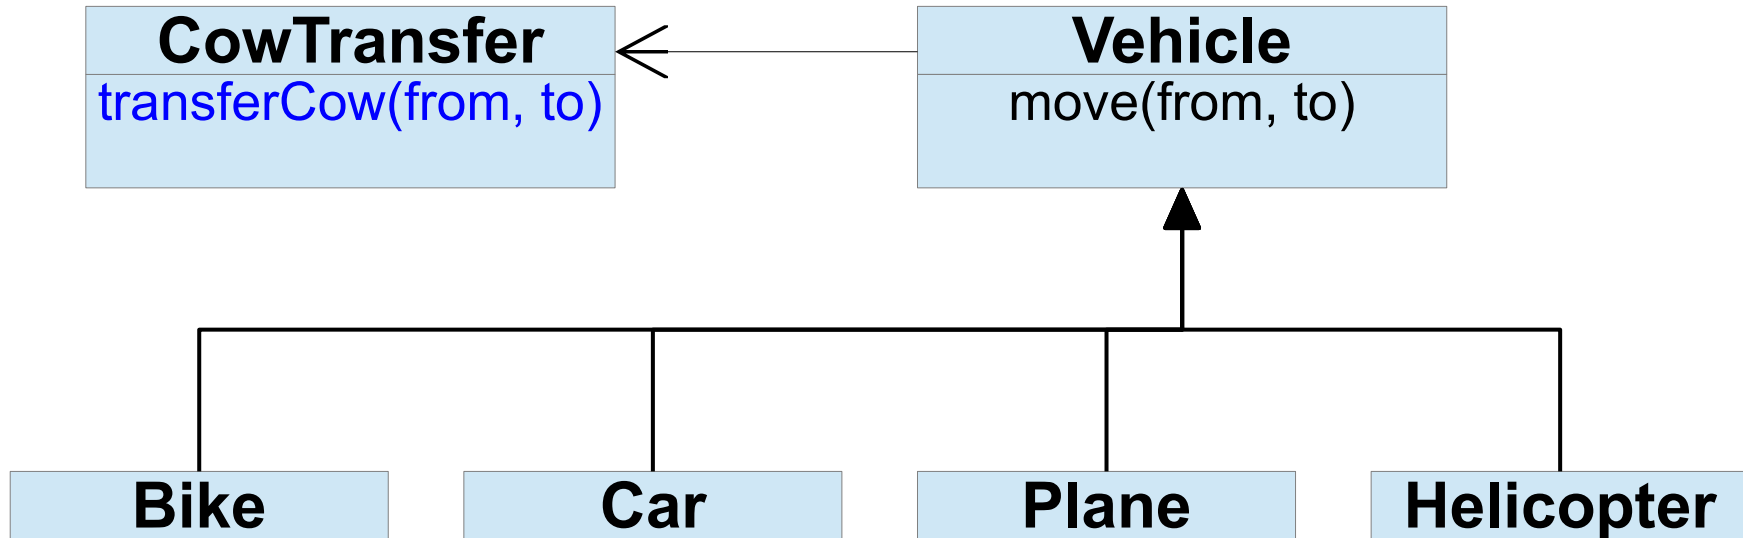 CowTransfer
transferCow(from, to)
Vehicle
move(from, to)
Bike
Car
Plane
Helicopter